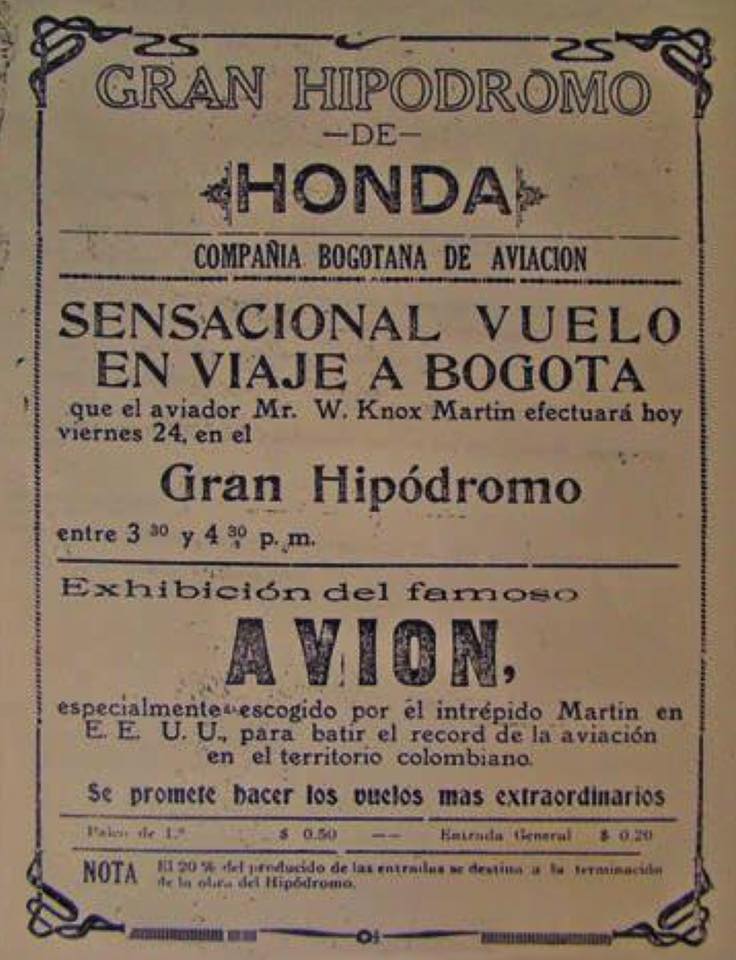 GRAN HIPODROMO
—DE—
HONDA
COMPAÑIA BOGOTANA DE AVIACION
SENSACIONAL VUELO
EN VIAJE A BOGOTA
que el aviador Mr. W. Knox Martin efectuará hoy
viernes 24, en el
Gran Hipódromo
entre 3 30 y 4 30 p. m.
Exhibición del famoso
AVION,
especialmente escogido por el intrépido Martin en
E. E. U. U., para batir el record de la aviación
en el territorio colombiano.
Se promete hacer los vuelos mas extraordinarios
Palco de 1.ª $ 0.50 —— Entrada General $ 0.20
NOTA El 20 % del producido de las entradas se destina a la terminación
de la obra del Hipódromo.